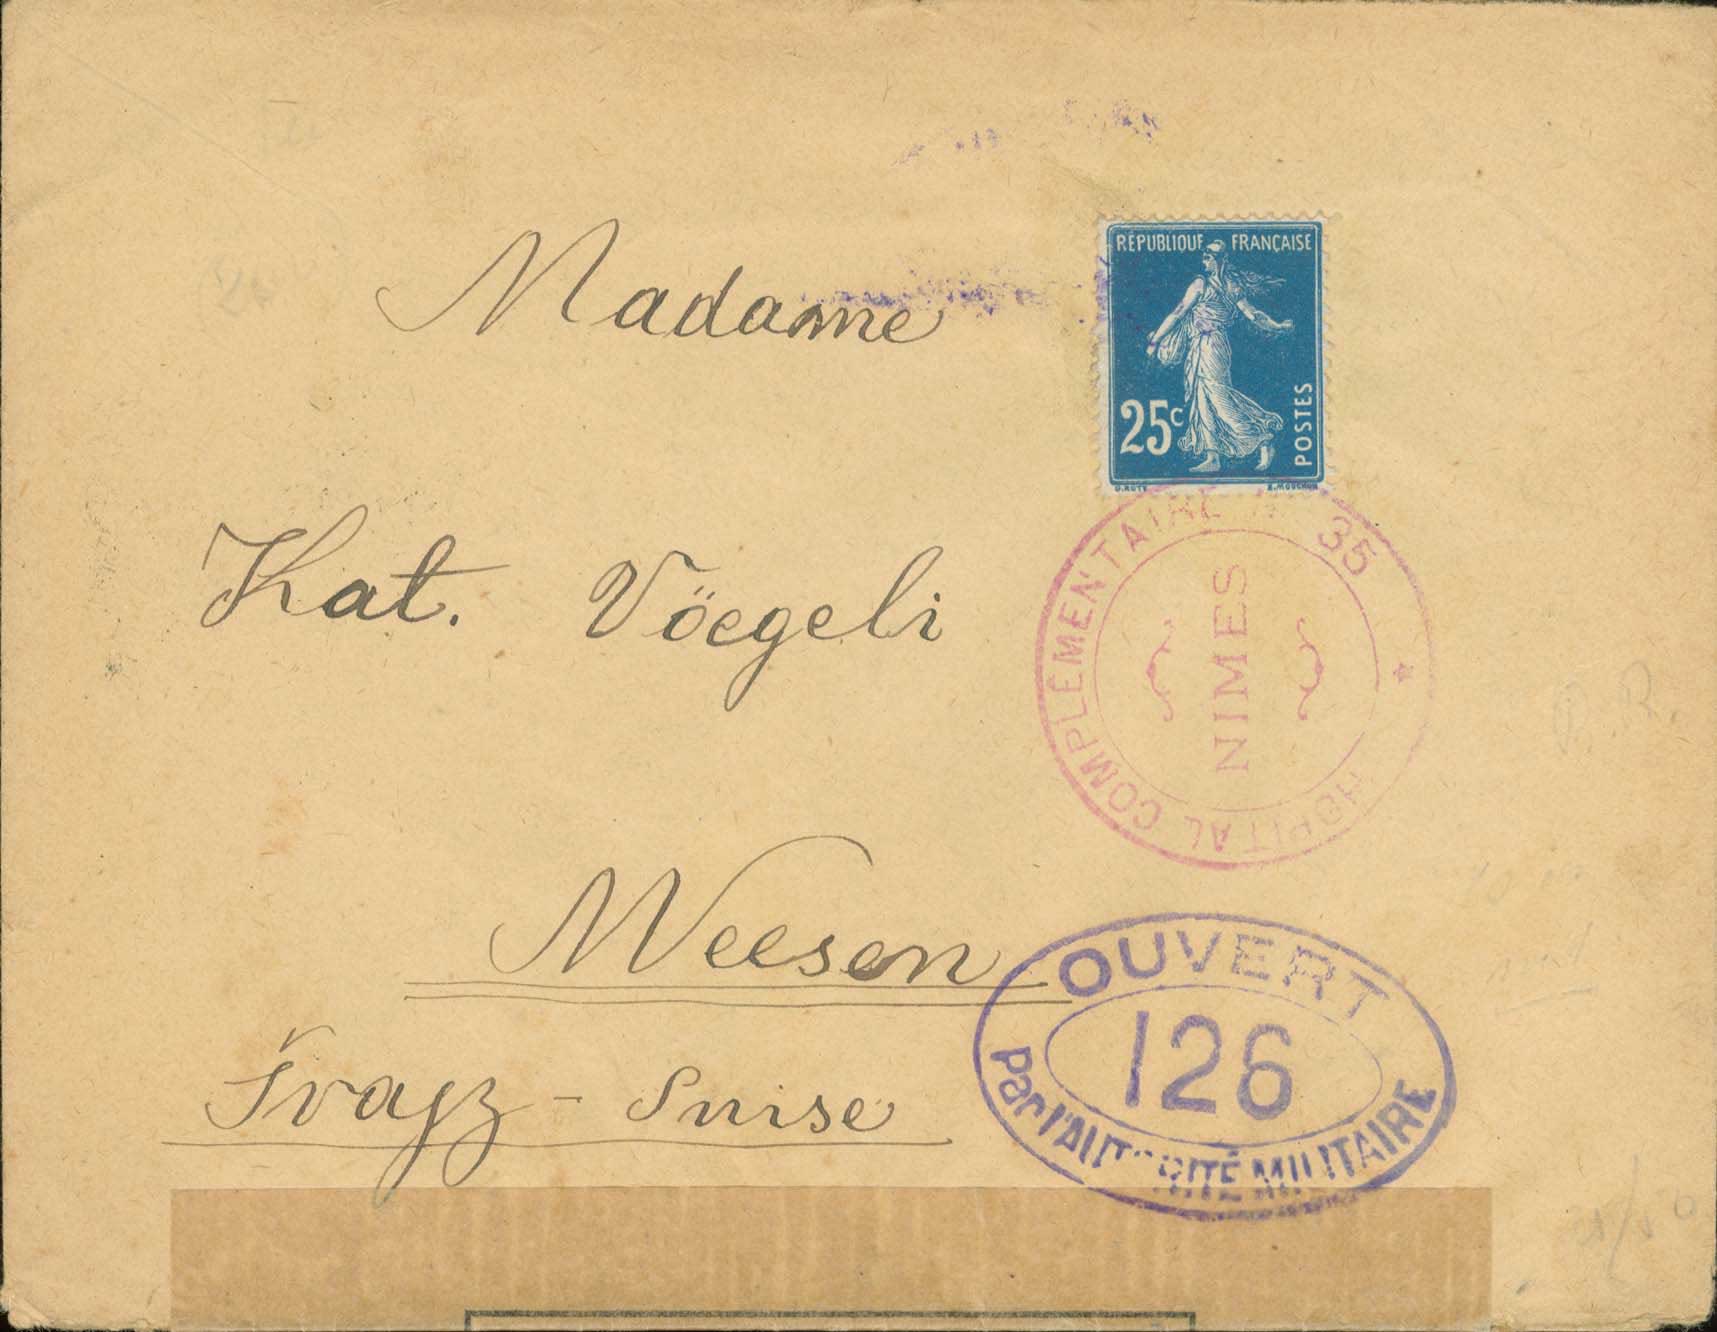 Madame
RÉPUBLIQUE FRANÇAISE
25c
POSTES
Kat. Vöegeli
HOPITAL COMPLÉMENTAIRE N° 35
NIMES
Weesen
Suise
OUVERT
126
Par l'AUTORITÉ MILITAIRE